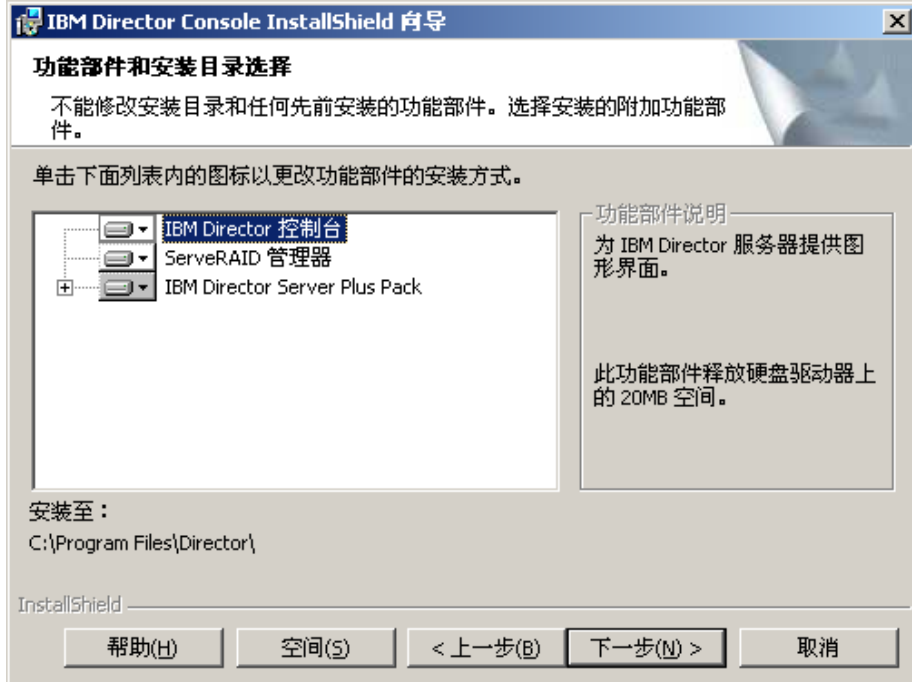 IBM Director Console InstallShield 向导
功能部件和安装目录选择
不能修改安装目录和任何先前安装的功能部件。选择安装的附加功能部
件。
单击下面列表内的图标以更改功能部件的安装方式。
IBM Director 控制台
ServeRAID 管理器
IBM Director Server Plus Pack
功能部件说明
为 IBM Director 服务器提供图
形界面。
此功能部件释放硬盘驱动器上
的 20MB 空间。
安装至：
C:\Program Files\Director\
InstallShield
帮助(H)
空间(S)
< 上一步(B)
下一步(N) >
取消